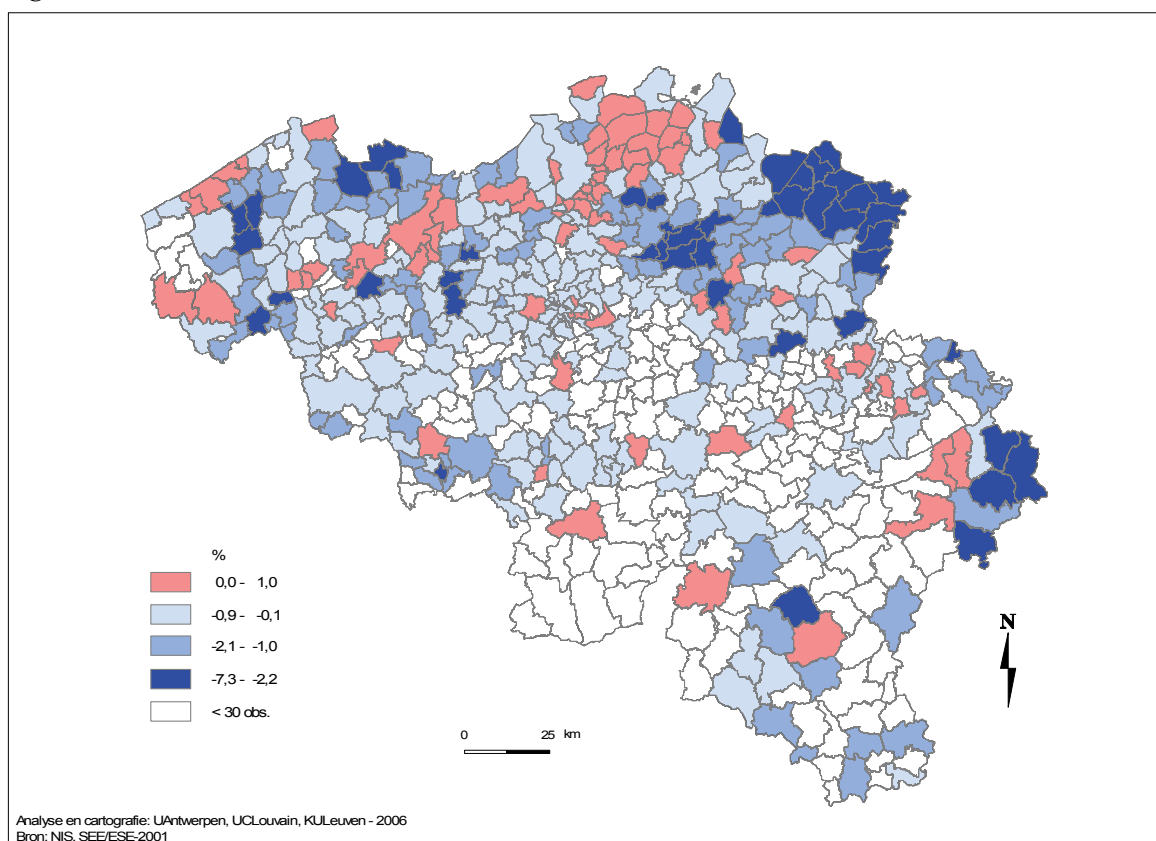 %
0,0 - 1,0
-0,9 - -0,1
-2,1 - -1,0
-7,3 - -2,2
< 30 obs.
0 25 km
N
Analyse en cartografie: UAntwerpen, UCLouvain, KULeuven - 2006
Bron: NIS, SEE/ESE-2001